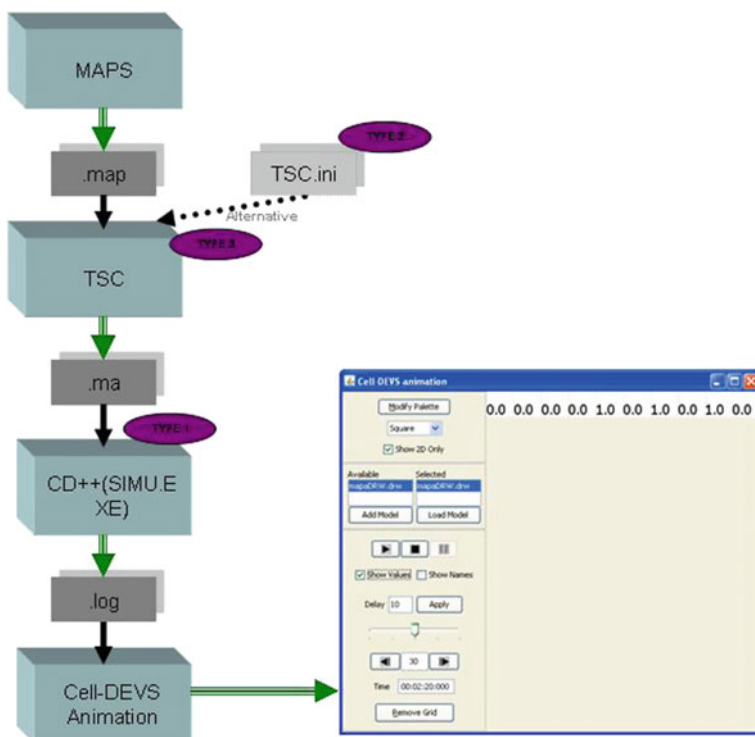 MAPS
.map
TYPE 2
TSC.ini
Alternative
TYPE 3
TSC
.ma
TYPE 1
CD++(SIMU.E
XE)
.log
Cell-DEVS
Animation
Cell-DEVS animation
Modify Palette
Square
Show 2D Only
Available Selected
mapaDRW.drw mapaDRW.drw
Add Model Load Model
Show Values Show Names
Delay 10 Apply
30
Time 00:02:20:000
Remove Grid
0.0 0.0 0.0 0.0 1.0 0.0 1.0 0.0 1.0 0.0